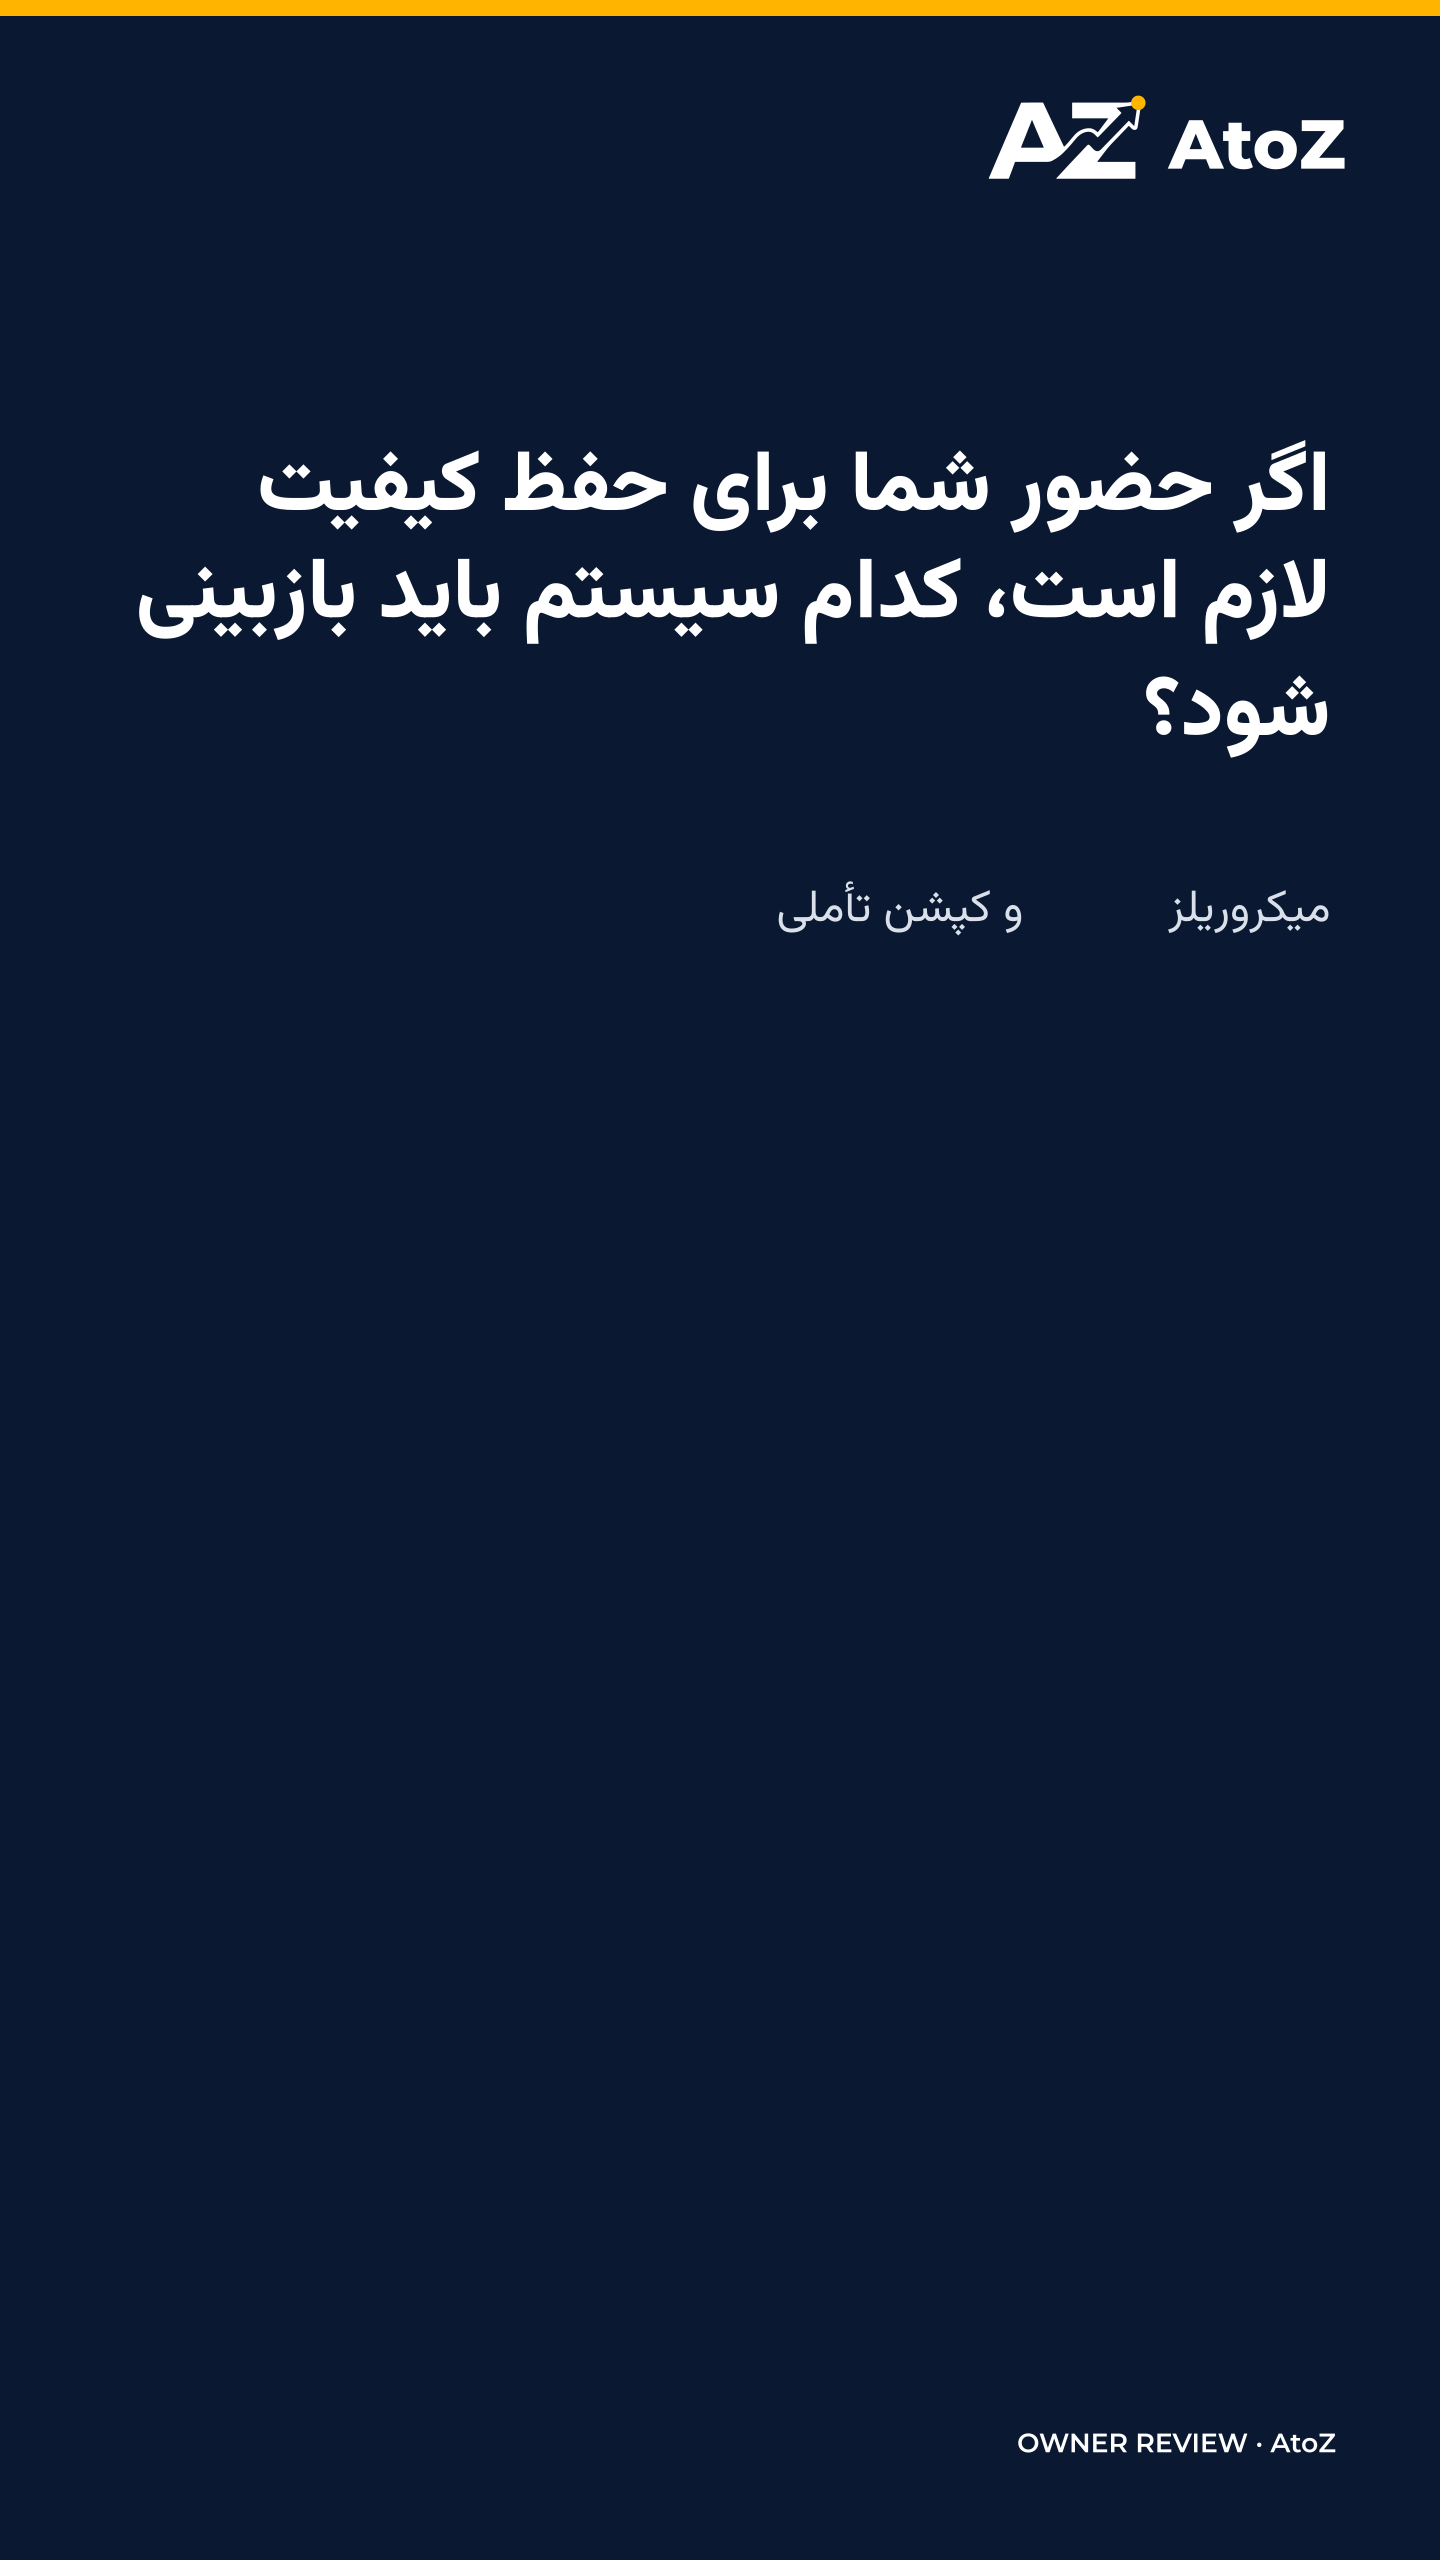 AZ AtoZ
اگر حضور شما برای حفظ کیفیت
لازم است، کدام سیستم باید بازبینی
شود؟
میکروریلز و کپشن تأملی
OWNER REVIEW · AtoZ